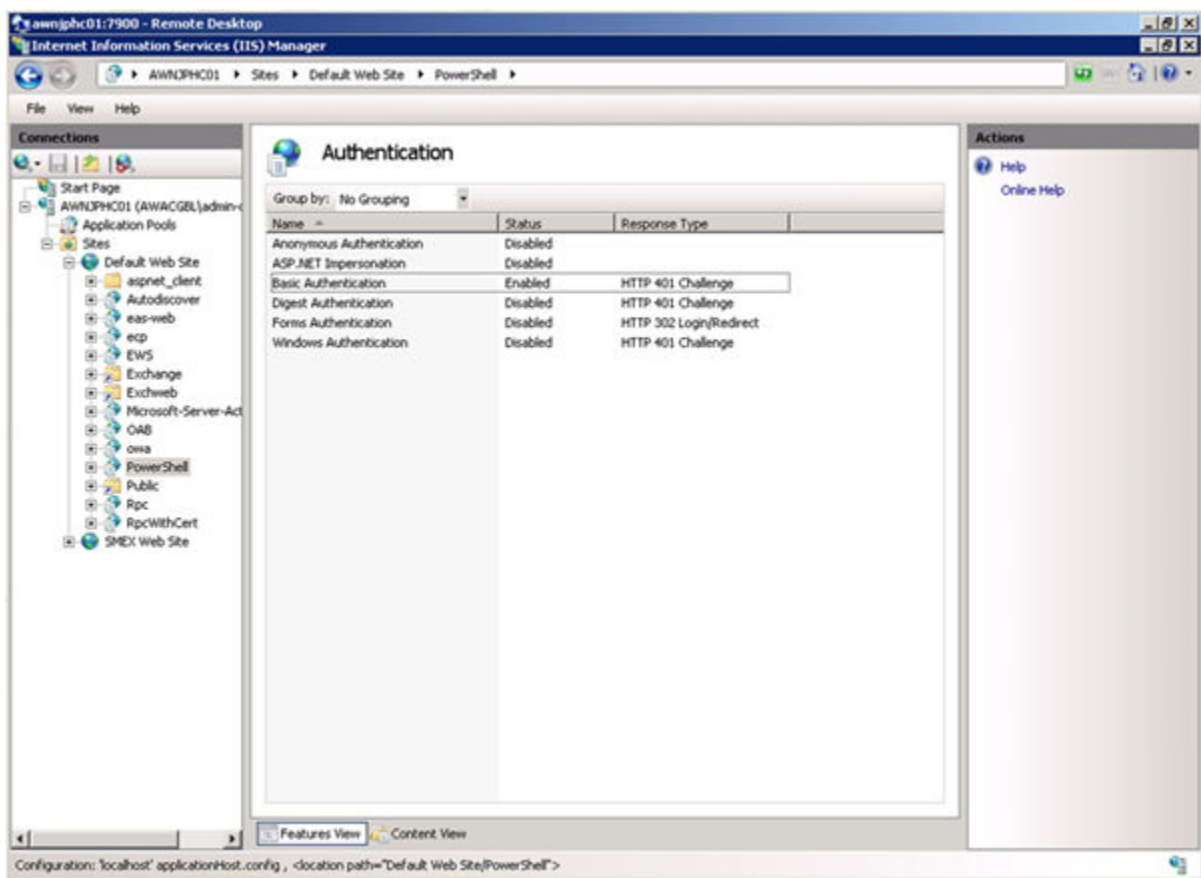 awnjphc01:7900 - Remote Desktop
Internet Information Services (IIS) Manager
AWNJPHC01 Sites Default Web Site PowerShell
File View Help
Connections
Start Page
AWNJPHC01 (AWACGBL\admin-
Application Pools
Sites
Default Web Site
aspnet_client
Autodiscover
eas-web
ecp
EWS
Exchange
Exchweb
Microsoft-Server-Act
OAB
owa
PowerShell
Public
Rpc
RpcWithCert
SMEX Web Site
Authentication
Group by: No Grouping
Name Status Response Type
Anonymous Authentication Disabled
ASP.NET Impersonation Disabled
Basic Authentication Enabled HTTP 401 Challenge
Digest Authentication Disabled HTTP 401 Challenge
Forms Authentication Disabled HTTP 302 Login/Redirect
Windows Authentication Disabled HTTP 401 Challenge
Features View Content View
Actions
Help
Online Help
Configuration: 'localhost' applicationHost.config , <location path="Default Web Site/PowerShell">